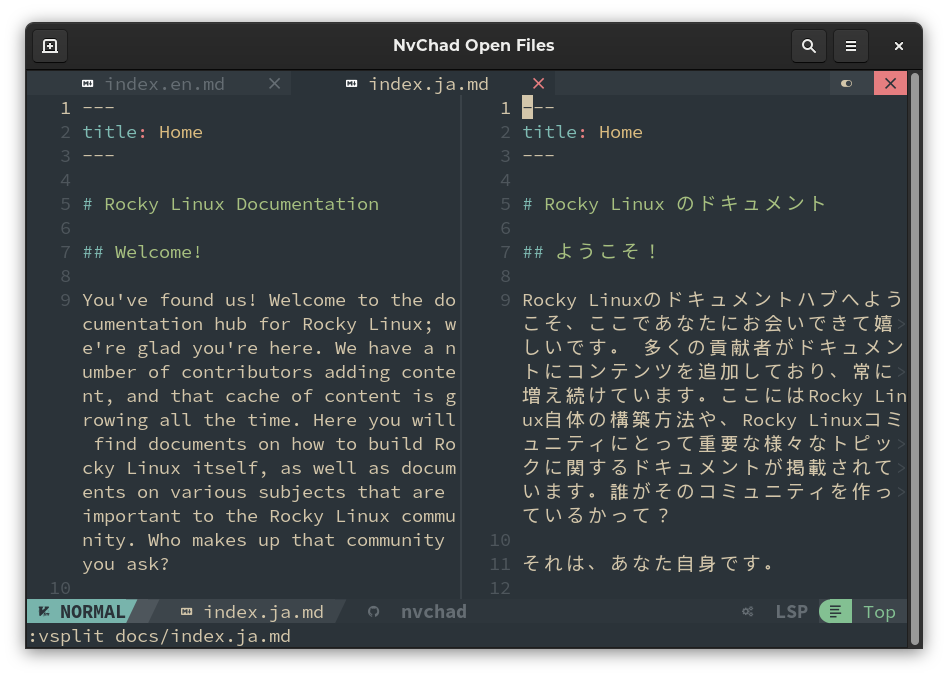 NvChad Open Files
index.en.md
index.ja.md
1 ---
2 title: Home
3 ---
4
5 # Rocky Linux Documentation
6
7 ## Welcome!
8
9 You've found us! Welcome to the do
cumentation hub for Rocky Linux; w
e're glad you're here. We have a n
umber of contributors adding conte
nt, and that cache of content is g
rowing all the time. Here you will
find documents on how to build Ro
cky Linux itself, as well as docum
ents on various subjects that are
important to the Rocky Linux commu
nity. Who makes up that community
you ask?
10
1 ---
2 title: Home
3 ---
4
5 # Rocky Linux のドキュメント
6
7 ## ようこそ！
8
9 Rocky Linuxのドキュメントハブへよう
こそ、ここであなたにお会いできて嬉>
しいです。 多くの貢献者がドキュメン
トにコンテンツを追加しており、常に>
増え続けています。ここにはRocky Lin
ux自体の構築方法や、Rocky Linuxコミ
ュニティにとって重要な様々なトピッ>
クに関するドキュメントが掲載されて>
います。誰がそのコミュニティを作っ>
ているかって？
10
11 それは、あなた自身です。
12
NORMAL index.ja.md nvchad LSP Top
:vsplit docs/index.ja.md